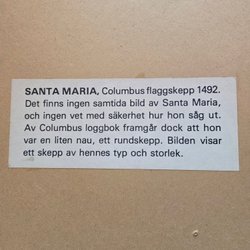 SANTA MARIA, Columbus flaggskepp 1492.
Det finns ingen samtida bild av Santa Maria,
och ingen vet med säkerhet hur hon såg ut.
Av Columbus loggbok framgår dock att hon
var en liten nau, ett rundskepp. Bilden visar
ett skepp av hennes typ och storlek.